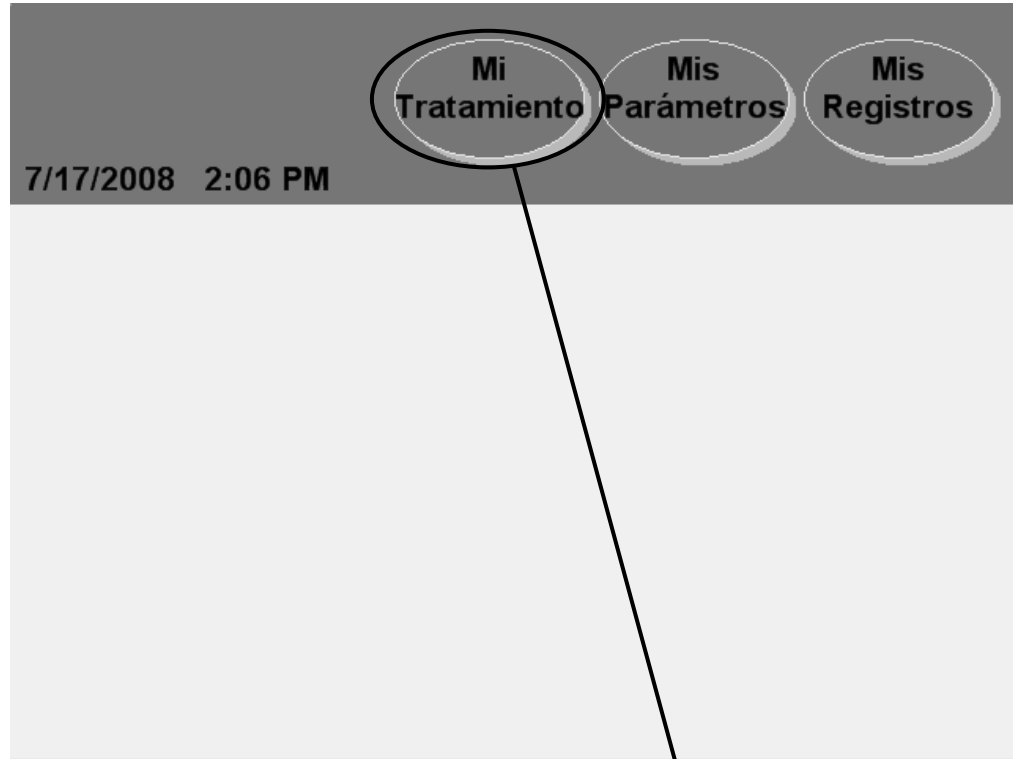 Mi
Tratamiento
Mis
Parámetros
Mis
Registros
7/17/2008 2:06 PM